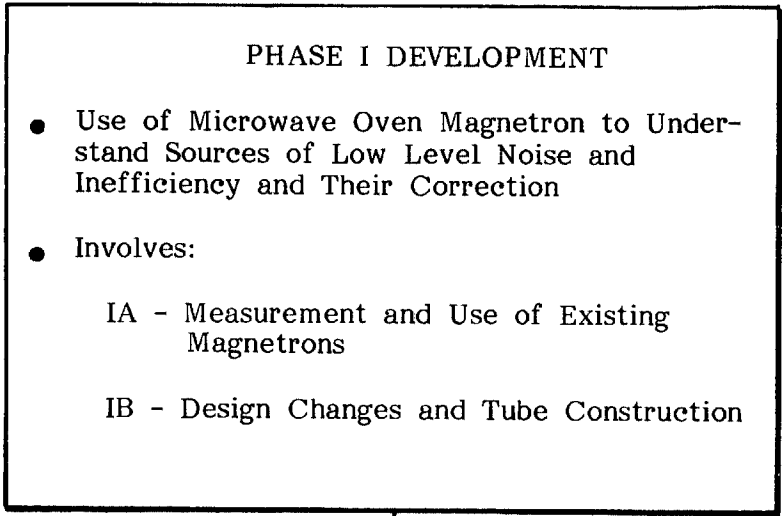 PHASE I DEVELOPMENT
● Use of Microwave Oven Magnetron to Under-
stand Sources of Low Level Noise and
Inefficiency and Their Correction
● Involves:
IA - Measurement and Use of Existing
Magnetrons
IB - Design Changes and Tube Construction